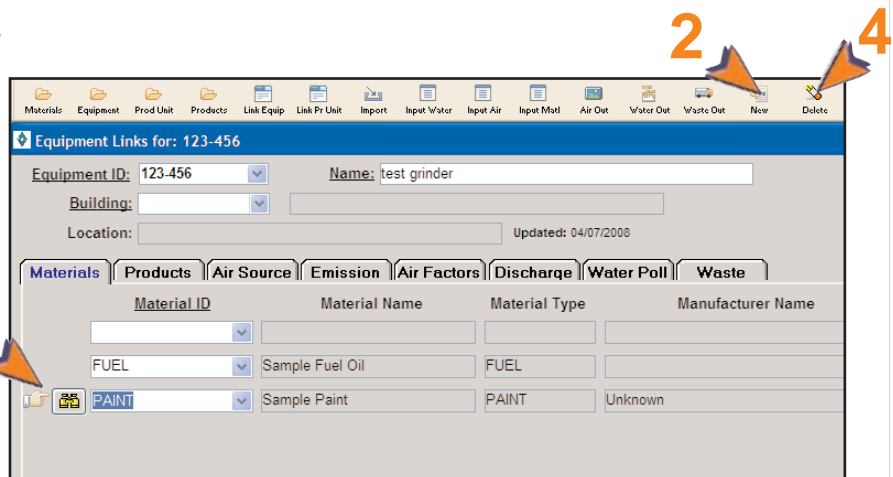 2
4
Materials Equipment Prod Unit Products Link Equip Link Pr Unit Import Input Water Input Air Input Matl Air Out Water Out Waste Out New Delete
Equipment Links for: 123-456
Equipment ID: 123-456 Name: test grinder
Building:
Location: Updated: 04/07/2008
Materials Products Air Source Emission Air Factors Discharge Water Poll Waste
Material ID Material Name Material Type Manufacturer Name
FUEL Sample Fuel Oil FUEL
PAINT Sample Paint PAINT Unknown